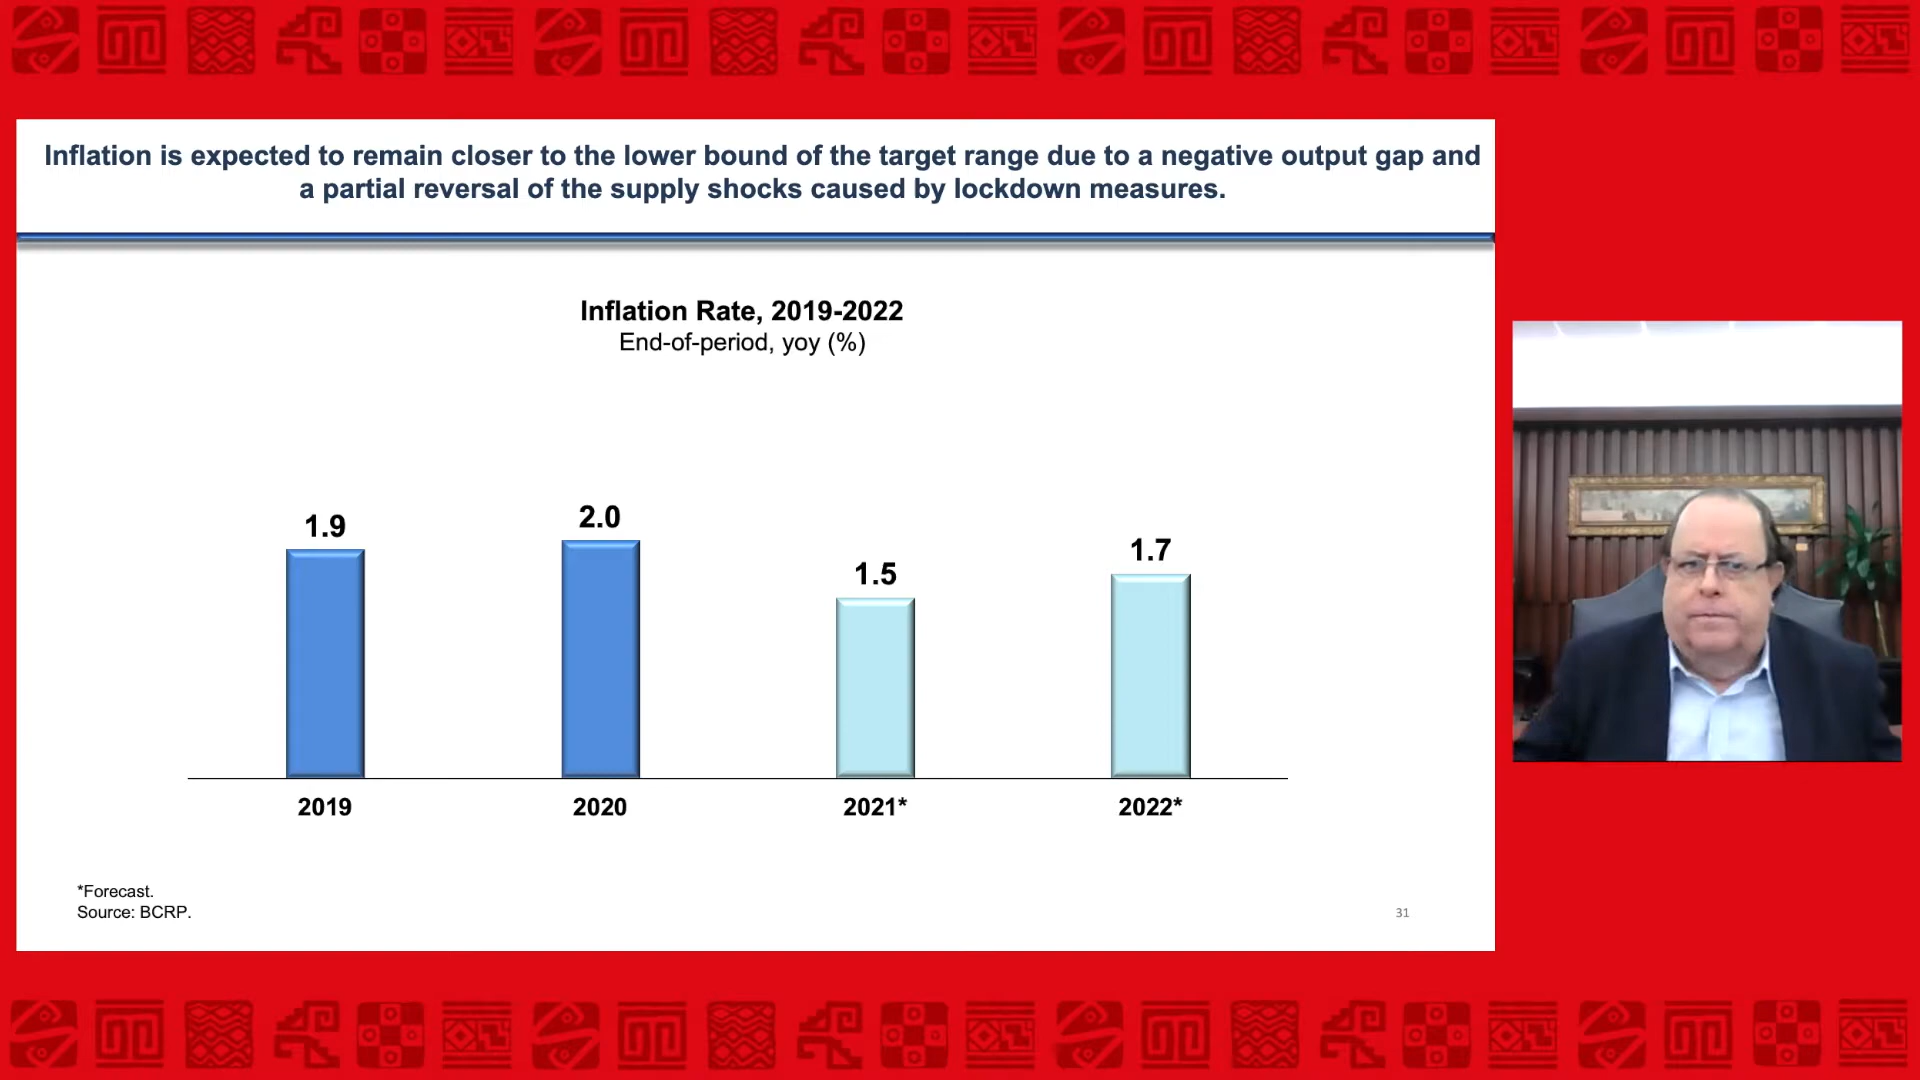 Inflation is expected to remain closer to the lower bound of the target range due to a negative output gap and
a partial reversal of the supply shocks caused by lockdown measures.
Inflation Rate, 2019-2022
End-of-period, yoy (%)
1.9
2.0
1.5
1.7
2019
2020
2021*
2022*
*Forecast.
Source: BCRP.
31